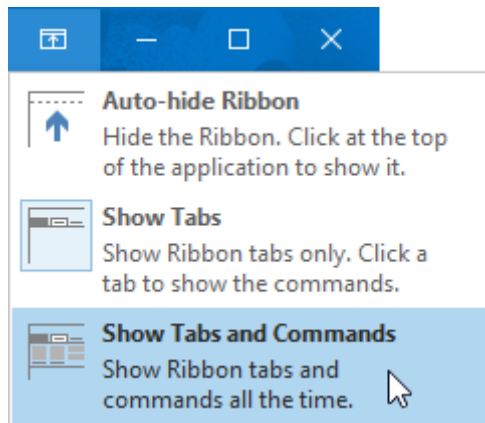 Auto-hide Ribbon
Hide the Ribbon. Click at the top
of the application to show it.
Show Tabs
Show Ribbon tabs only. Click a
tab to show the commands.
Show Tabs and Commands
Show Ribbon tabs and
commands all the time.